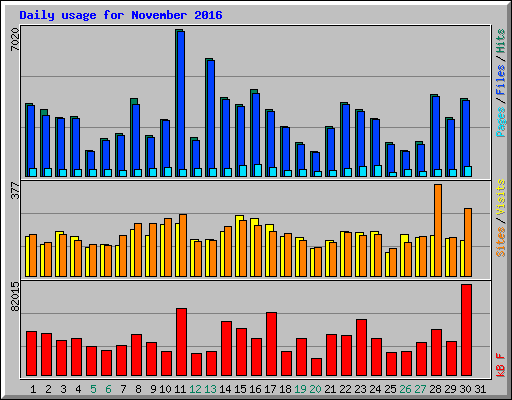 Daily usage for November 2016
7020
Pages/Files/Hits
377
Sites/Visits
82015
kB F
1 2 3 4 5 6 7 8 9 10 11 12 13 14 15 16 17 18 19 20 21 22 23 24 25 26 27 28 29 30 31